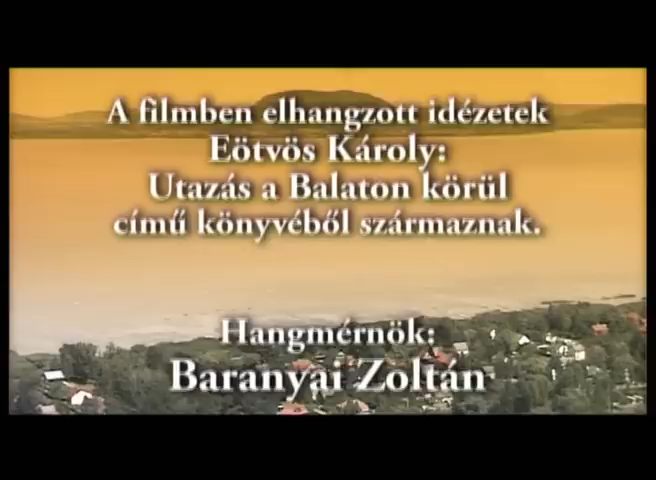 A filmben elhangzott idézetek
Eötvös Károly:
Utazás a Balaton körül
című könyvéből származnak.
Hangmérnök:
Baranyai Zoltán